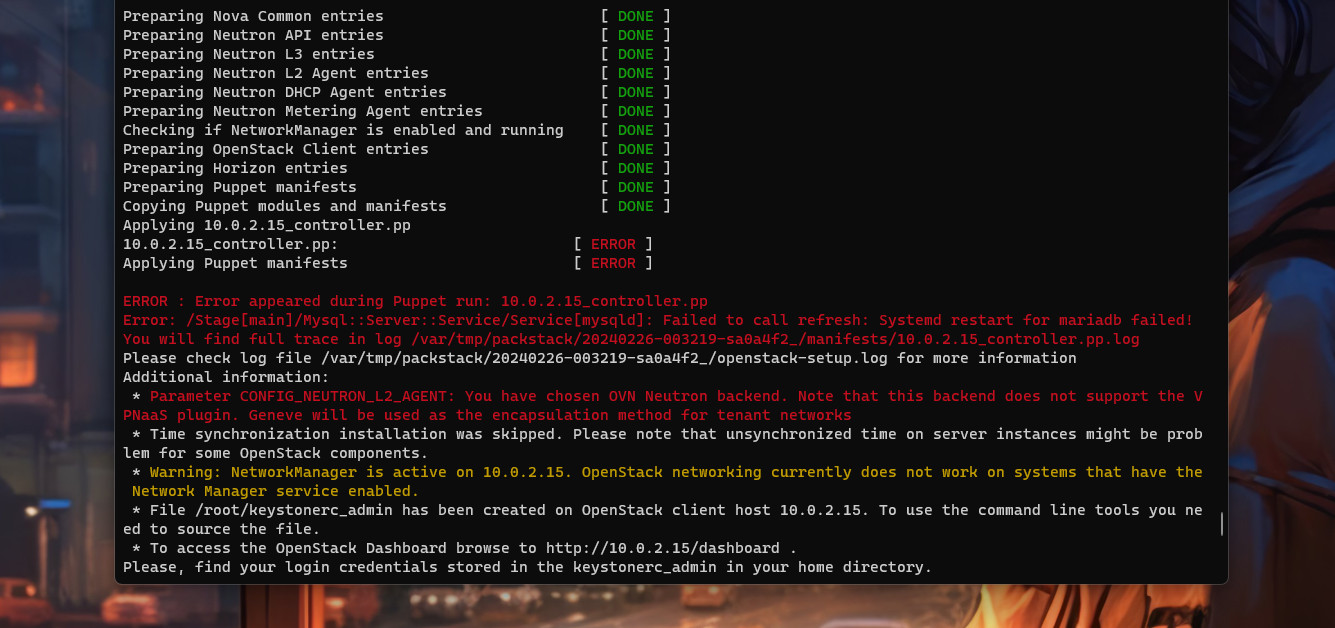 Preparing Nova Common entries                        [ DONE ]
Preparing Neutron API entries                        [ DONE ]
Preparing Neutron L3 entries                         [ DONE ]
Preparing Neutron L2 Agent entries                   [ DONE ]
Preparing Neutron DHCP Agent entries                 [ DONE ]
Preparing Neutron Metering Agent entries             [ DONE ]
Checking if NetworkManager is enabled and running    [ DONE ]
Preparing OpenStack Client entries                   [ DONE ]
Preparing Horizon entries                            [ DONE ]
Preparing Puppet manifests                           [ DONE ]
Copying Puppet modules and manifests                 [ DONE ]
Applying 10.0.2.15_controller.pp
10.0.2.15_controller.pp:                          [ ERROR ]
Applying Puppet manifests                         [ ERROR ]

ERROR : Error appeared during Puppet run: 10.0.2.15_controller.pp
Error: /Stage[main]/Mysql::Server::Service/Service[mysqld]: Failed to call refresh: Systemd restart for mariadb failed!
You will find full trace in log /var/tmp/packstack/20240226-003219-sa0a4f2_/manifests/10.0.2.15_controller.pp.log
Please check log file /var/tmp/packstack/20240226-003219-sa0a4f2_/openstack-setup.log for more information
Additional information:
 * Parameter CONFIG_NEUTRON_L2_AGENT: You have chosen OVN Neutron backend. Note that this backend does not support the V
PNaaS plugin. Geneve will be used as the encapsulation method for tenant networks
 * Time synchronization installation was skipped. Please note that unsynchronized time on server instances might be prob
lem for some OpenStack components.
 * Warning: NetworkManager is active on 10.0.2.15. OpenStack networking currently does not work on systems that have the
 Network Manager service enabled.
 * File /root/keystonerc_admin has been created on OpenStack client host 10.0.2.15. To use the command line tools you ne
ed to source the file.
 * To access the OpenStack Dashboard browse to http://10.0.2.15/dashboard .
Please, find your login credentials stored in the keystonerc_admin in your home directory.